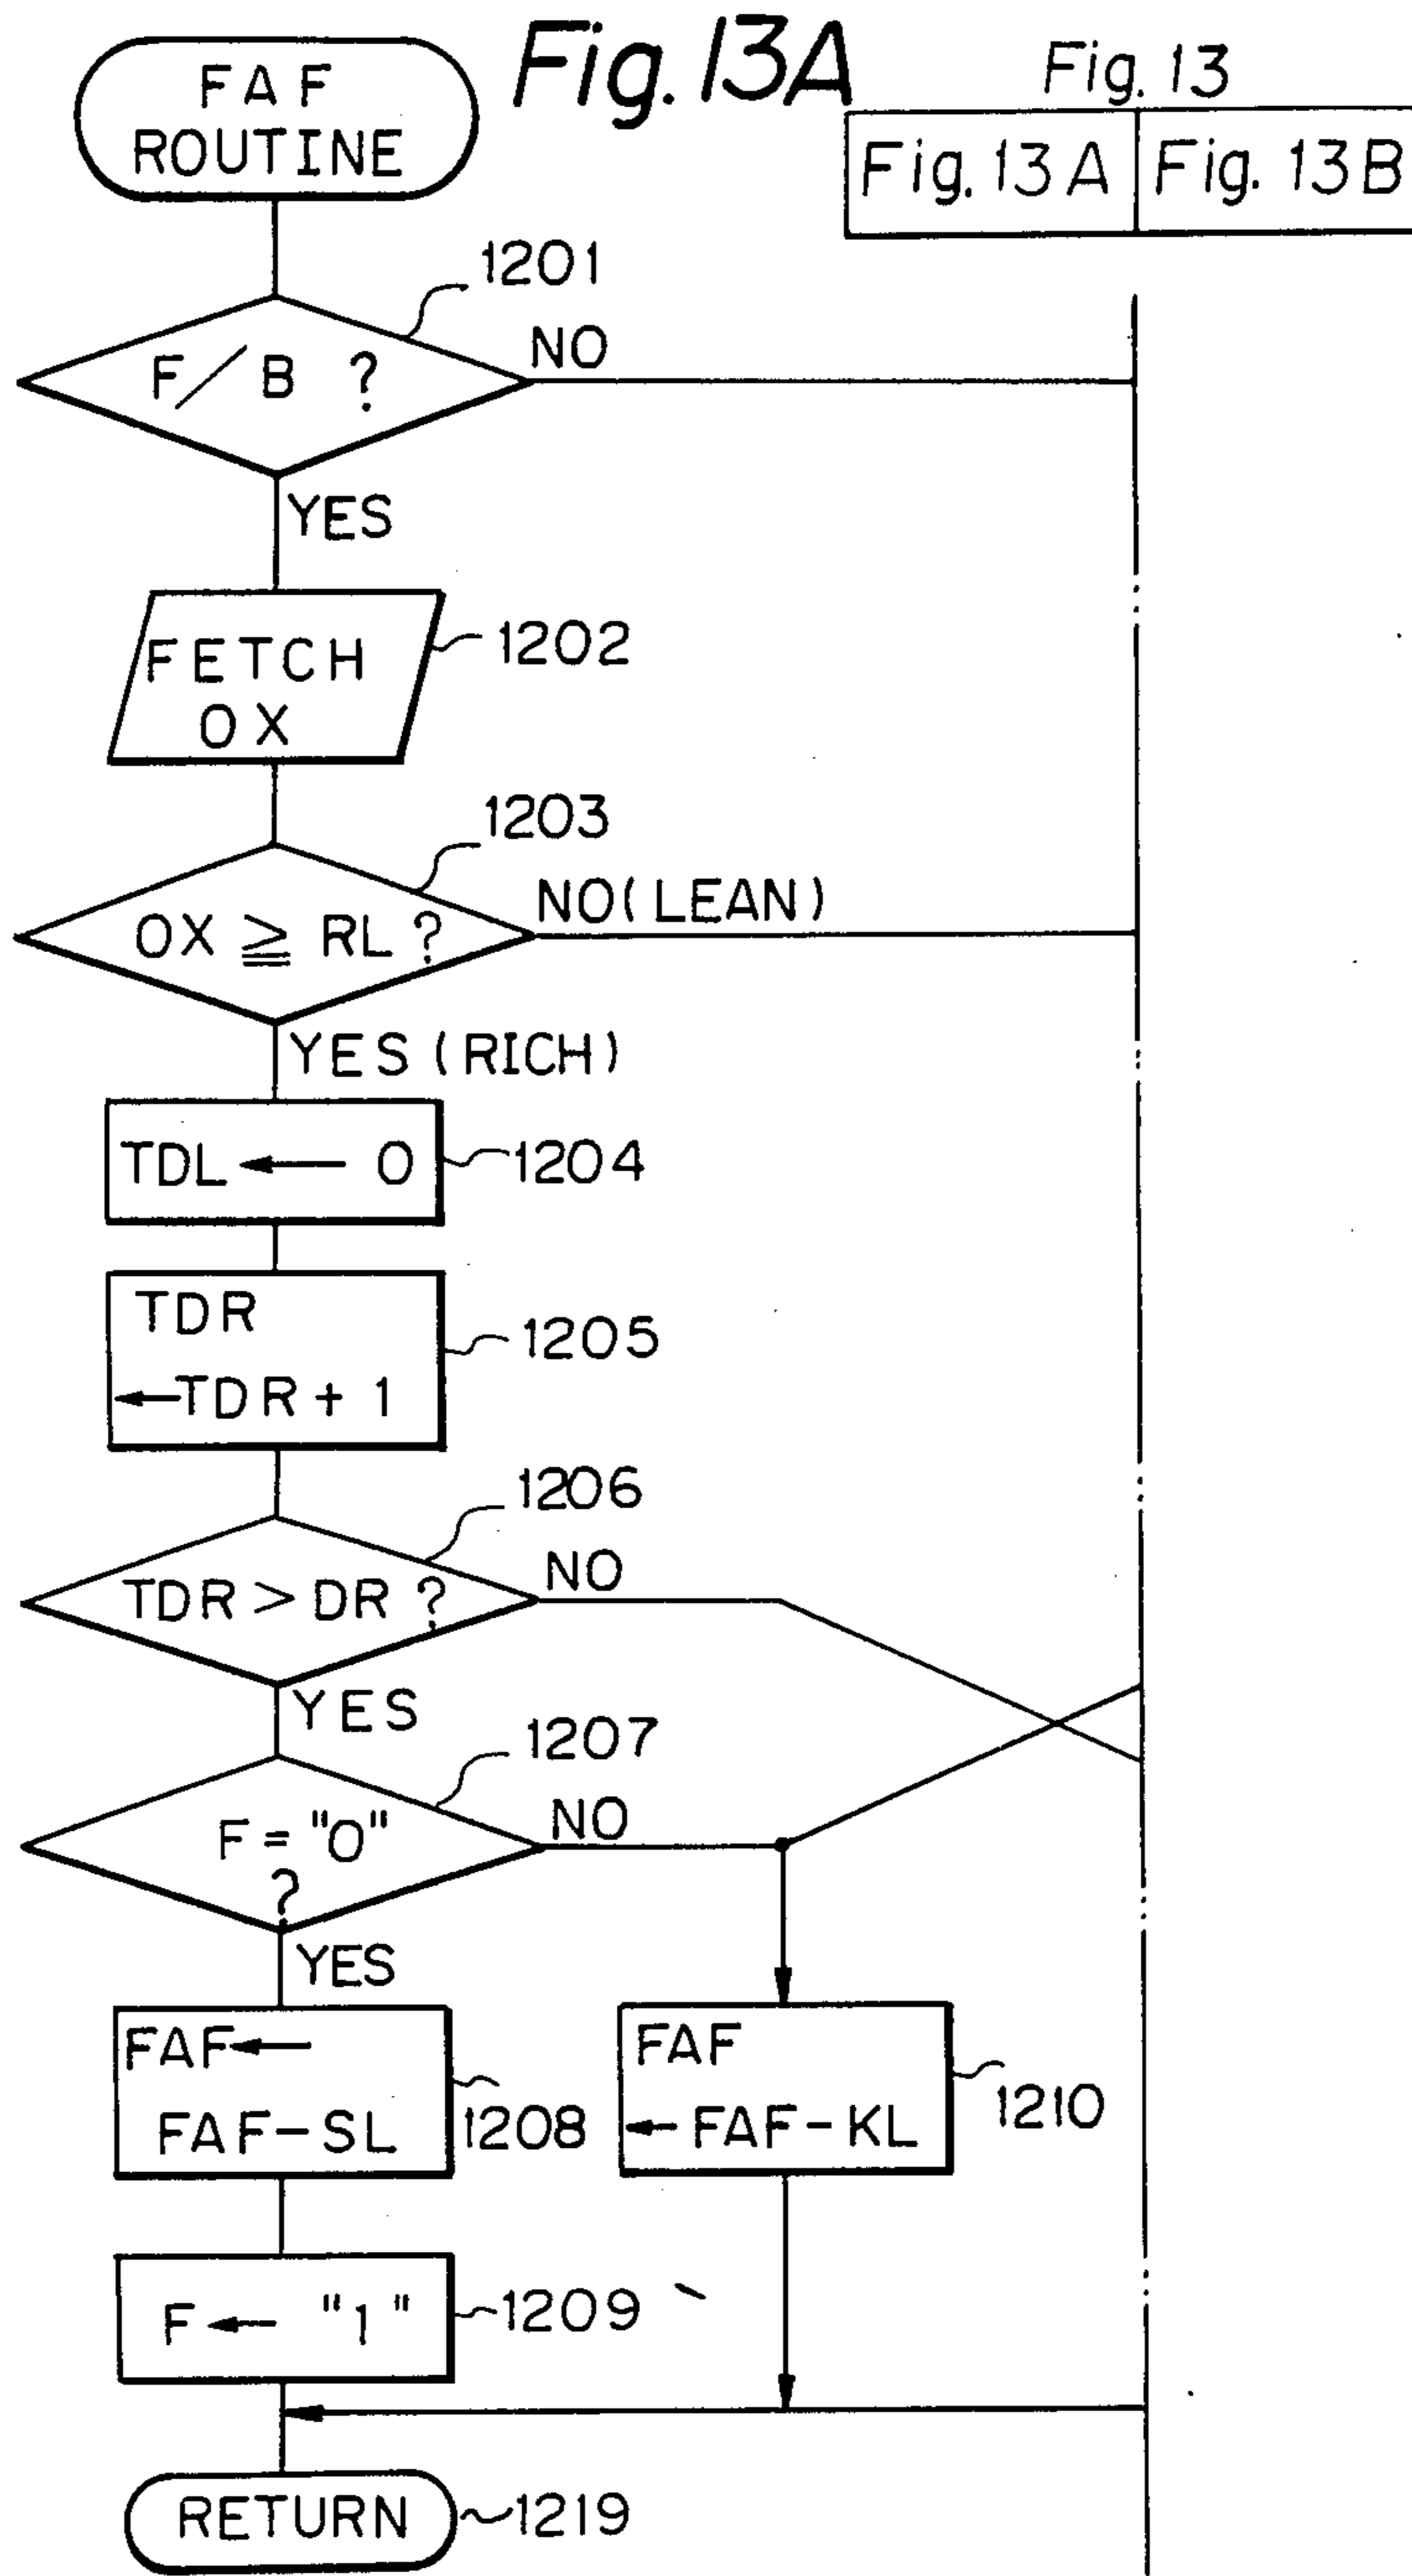 Fig. 13A
Fig. 13
Fig. 13A
Fig. 13B
FAF
ROUTINE
1201
F/B ?
NO
YES
FETCH
OX
1202
1203
OX ≧ RL ?
NO (LEAN)
YES (RICH)
TDL ← 0
1204
TDR
←TDR + 1
1205
1206
TDR > DR ?
NO
YES
1207
F = "0"
?
NO
YES
FAF←
FAF-SL
1208
FAF
← FAF-KL
1210
F ← "1"
1209
RETURN
1219